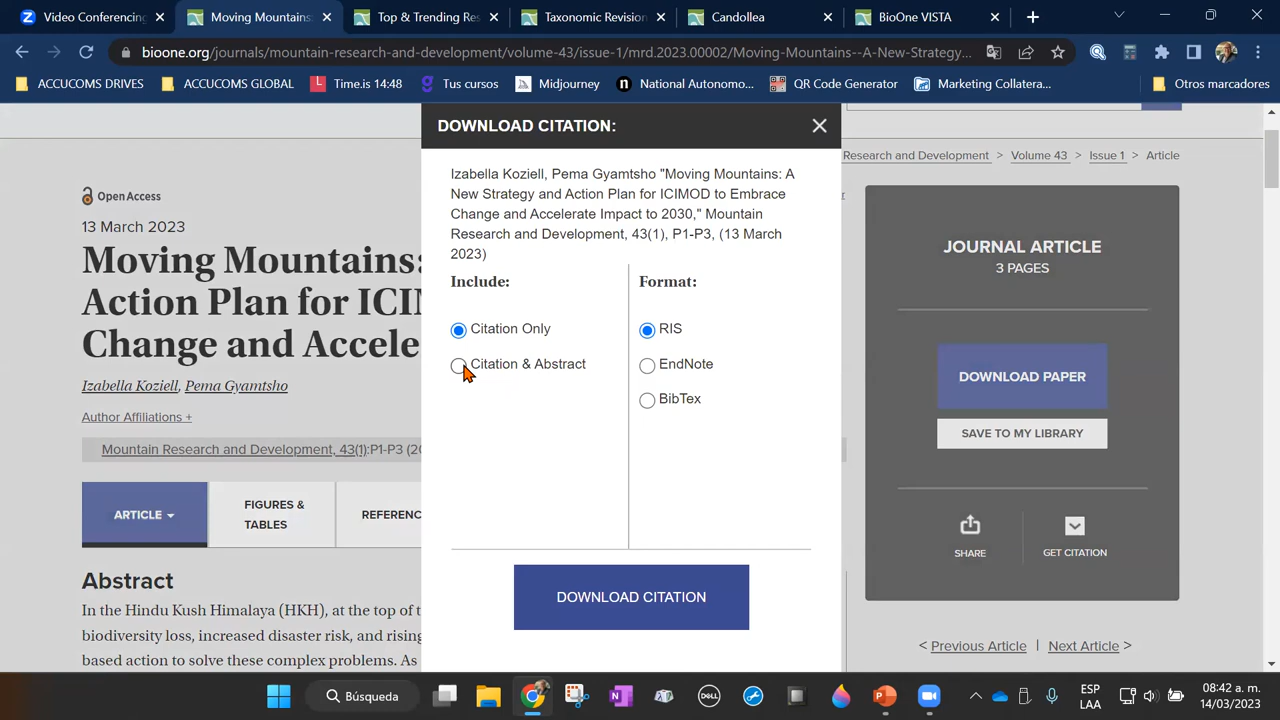 Video Conferencing
Moving Mountains:
Top & Trending Res
Taxonomic Revision
Candollea
BioOne VISTA
bioone.org/journals/mountain-research-and-development/volume-43/issue-1/mrd.2023.00002/Moving-Mountains--A-New-Strategy...
ACCUCOMS DRIVES
ACCUCOMS GLOBAL
Time.is 14:48
Tus cursos
Midjourney
National Autonomo...
QR Code Generator
Marketing Collatera...
Otros marcadores
DOWNLOAD CITATION:
Izabella Koziell, Pema Gyamtsho "Moving Mountains: A
New Strategy and Action Plan for ICIMOD to Embrace
Change and Accelerate Impact to 2030," Mountain
Research and Development, 43(1), P1-P3, (13 March
2023)
Include:
Citation Only
Citation & Abstract
Format:
RIS
EndNote
BibTex
DOWNLOAD CITATION
Research and Development > Volume 43 > Issue 1 > Article
Open Access
13 March 2023
Moving Mountains:
Action Plan for ICIM
Change and Accele
Izabella Koziell, Pema Gyamtsho
Author Affiliations +
Mountain Research and Development, 43(1):P1-P3 (20
ARTICLE
FIGURES &
TABLES
REFERENC
Abstract
In the Hindu Kush Himalaya (HKH), at the top of t
biodiversity loss, increased disaster risk, and rising
based action to solve these complex problems. As
JOURNAL ARTICLE
3 PAGES
DOWNLOAD PAPER
SAVE TO MY LIBRARY
SHARE
GET CITATION
< Previous Article | Next Article >
Búsqueda
DELL
ESP
LAA
08:42 a. m.
14/03/2023